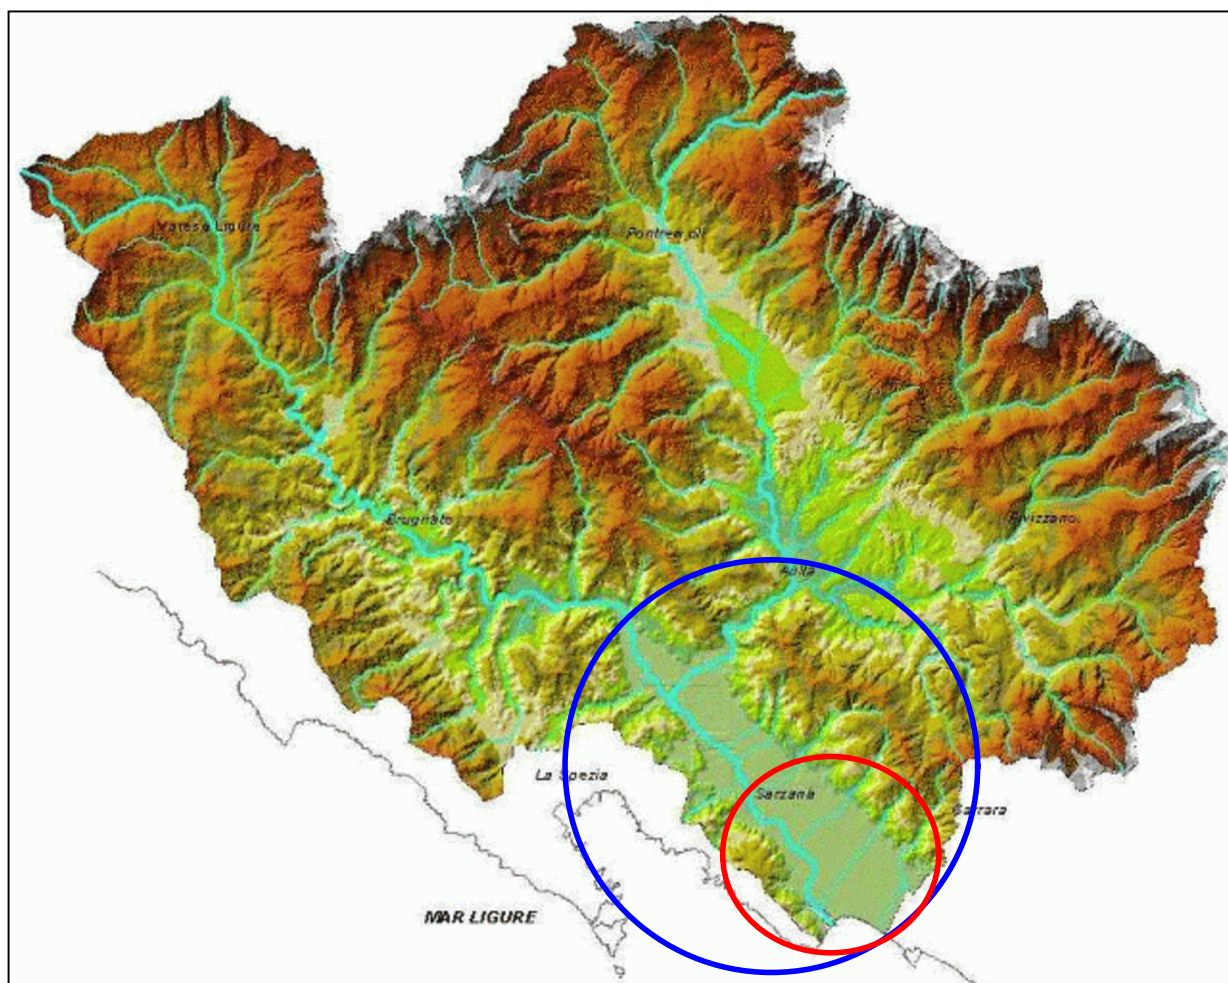 Varese Ligure
Pontremoli
Brugnato
Fivizzano
Aulla
La Spezia
Sarzana
Carrara
MAR LIGURE